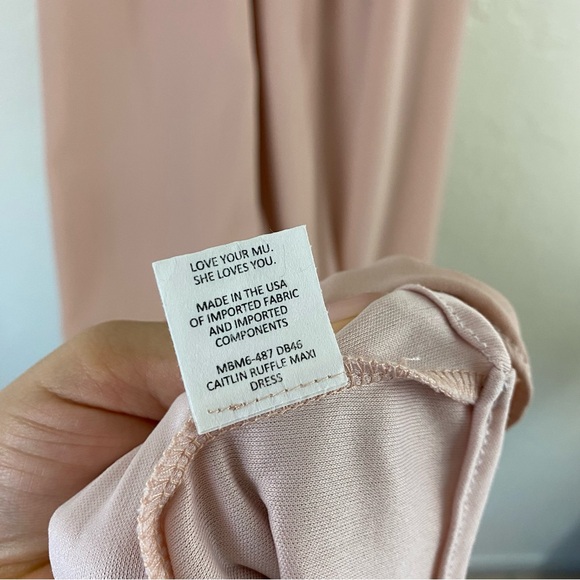 LOVE YOUR MU.
SHE LOVES YOU.
MADE IN THE USA
OF IMPORTED FABRIC
AND IMPORTED
COMPONENTS
MBM6-487 DB46
CAITLIN RUFFLE MAXI
DRESS